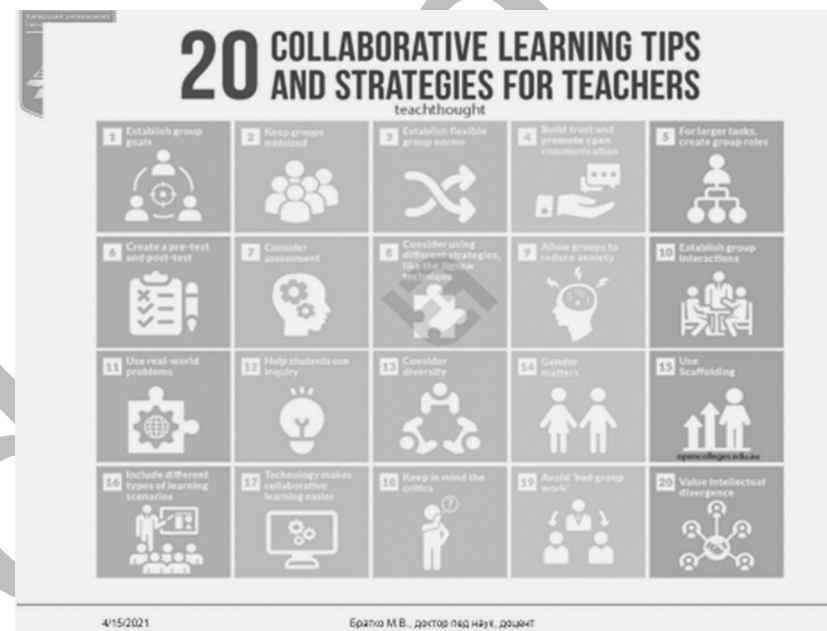 20 COLLABORATIVE LEARNING TIPS
AND STRATEGIES FOR TEACHERS
teachthought
1 Establish group
goals
2 Keep groups
midsized
3 Establish flexible
group norms
4 Build trust and
promote open
communication
5 For larger tasks,
create group roles
6 Create a pre-test
and post-test
7 Consider
assessment
8 Consider using
different strategies,
like the Jigsaw
technique
9 Allow groups to
reduce anxiety
10 Establish group
Interactions
11 Use real-world
problems
12 Help students use
inquiry
13 Consider
diversity
14 Gender
matters
15 Use
Scaffolding
opencolleges.edu.au
16 Include different
types of learning
scenarios
17 Technology makes
collaborative
learning easier
18 Keep in mind the
critics
19 Avoid 'bad group
work'
20 Value Intellectual
divergence
4/15/2021
Братко М.В., доктор пед наук, доцент